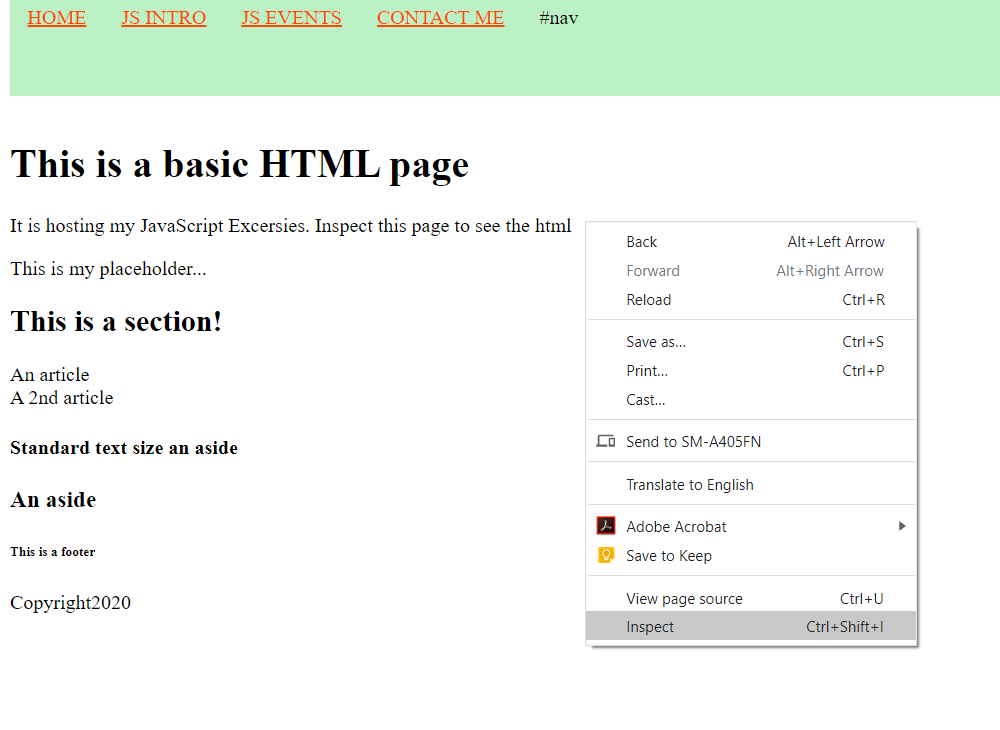 HOME JS INTRO JS EVENTS CONTACT ME #nav
This is a basic HTML page
It is hosting my JavaScript Excersies. Inspect this page to see the html
This is my placeholder...
This is a section!
An article
A 2nd article
Standard text size an aside
An aside
This is a footer
Copyright2020
Back Alt+Left Arrow
Forward Alt+Right Arrow
Reload Ctrl+R
Save as... Ctrl+S
Print... Ctrl+P
Cast...
Send to SM-A405FN
Translate to English
Adobe Acrobat
Save to Keep
View page source Ctrl+U
Inspect Ctrl+Shift+I